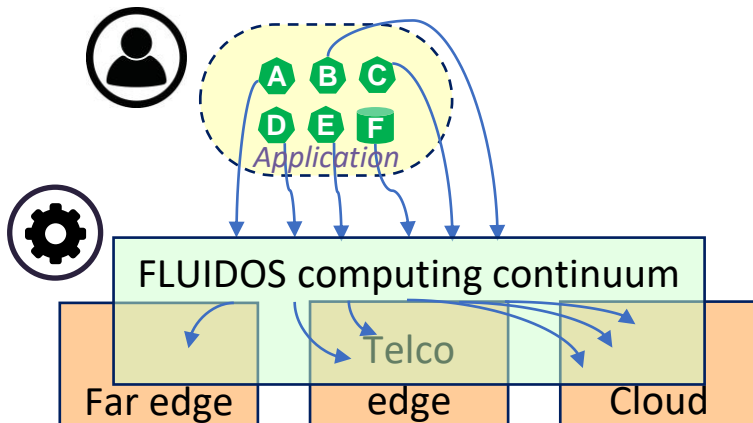 A B C
D E F
Application
FLUIDOS computing continuum
Telco
Far edge edge Cloud